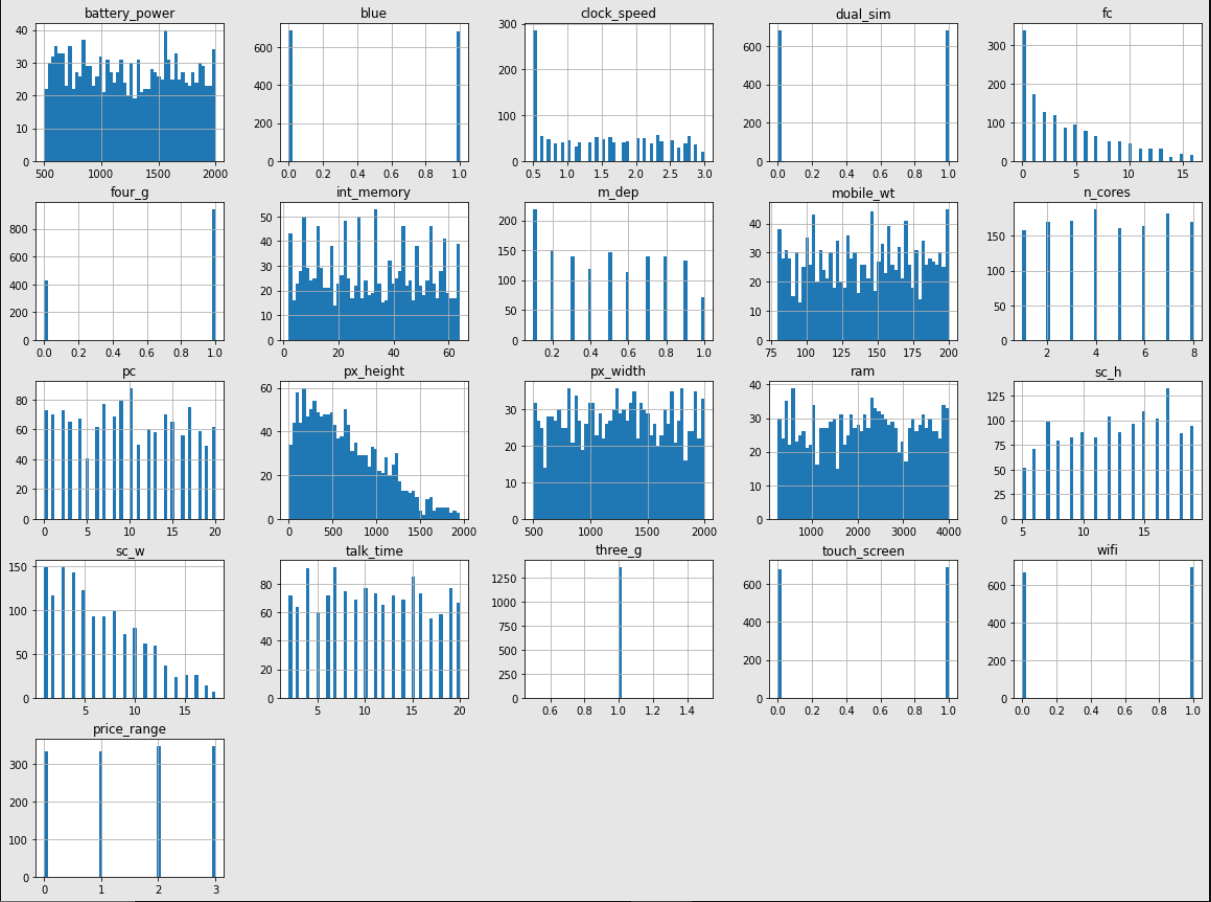 battery_power blue clock_speed dual_sim fc
40 30 20 10 0
500 1000 1500 2000
600 400 200 0
0.0 0.2 0.4 0.6 0.8 1.0
300 200 100 0
0.5 1.0 1.5 2.0 2.5 3.0
600 400 200 0
0.0 0.2 0.4 0.6 0.8 1.0
300 200 100 0
0 5 10 15
four_g int_memory m_dep mobile_wt n_cores
800 600 400 200 0
0.0 0.2 0.4 0.6 0.8 1.0
50 40 30 20 10 0
0 20 40 60
200 150 100 50 0
0.2 0.4 0.6 0.8 1.0
40 30 20 10 0
75 100 125 150 175 200
150 100 50 0
2 4 6 8
pc px_height px_width ram sc_h
80 60 40 20 0
0 5 10 15 20
60 40 20 0
0 500 1000 1500 2000
30 20 10 0
500 1000 1500 2000
40 30 20 10 0
1000 2000 3000 4000
125 100 75 50 25 0
5 10 15
sc_w talk_time three_g touch_screen wifi
150 100 50 0
5 10 15
80 60 40 20 0
5 10 15 20
1250 1000 750 500 250 0
0.6 0.8 1.0 1.2 1.4
600 400 200 0
0.0 0.2 0.4 0.6 0.8 1.0
600 400 200 0
0.0 0.2 0.4 0.6 0.8 1.0
price_range
300 200 100 0
0 1 2 3